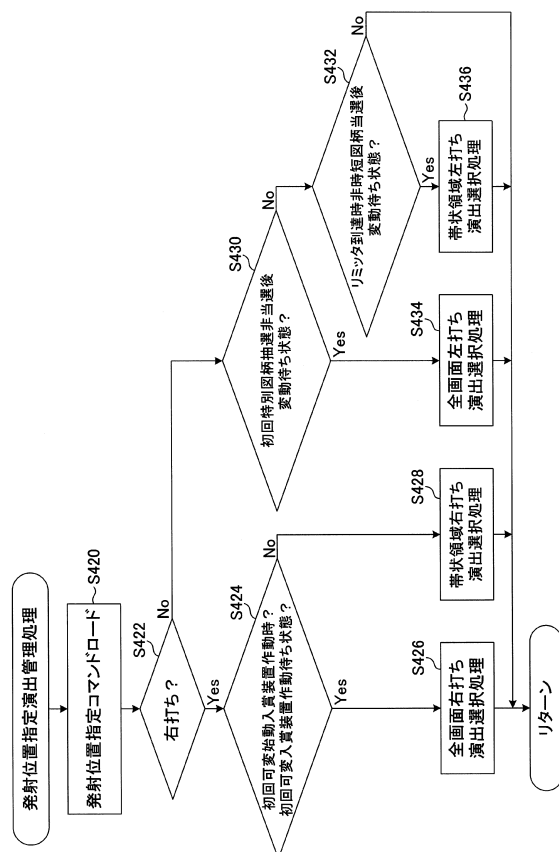 発射位置指定演出管理処理
S420
発射位置指定コマンドロード
S422
右打ち？
No
Yes
S424
初回可変始動入賞装置作動時？
初回可変入賞装置作動待ち状態？
No
Yes
S426
全画面右打ち
演出選択処理
S428
帯状領域右打ち
演出選択処理
S430
初回特別図柄抽選非当選後
変動待ち状態？
No
Yes
S434
全画面左打ち
演出選択処理
S432
リミッタ到達時非時短図柄当選後
変動待ち状態？
No
Yes
S436
帯状領域左打ち
演出選択処理
リターン